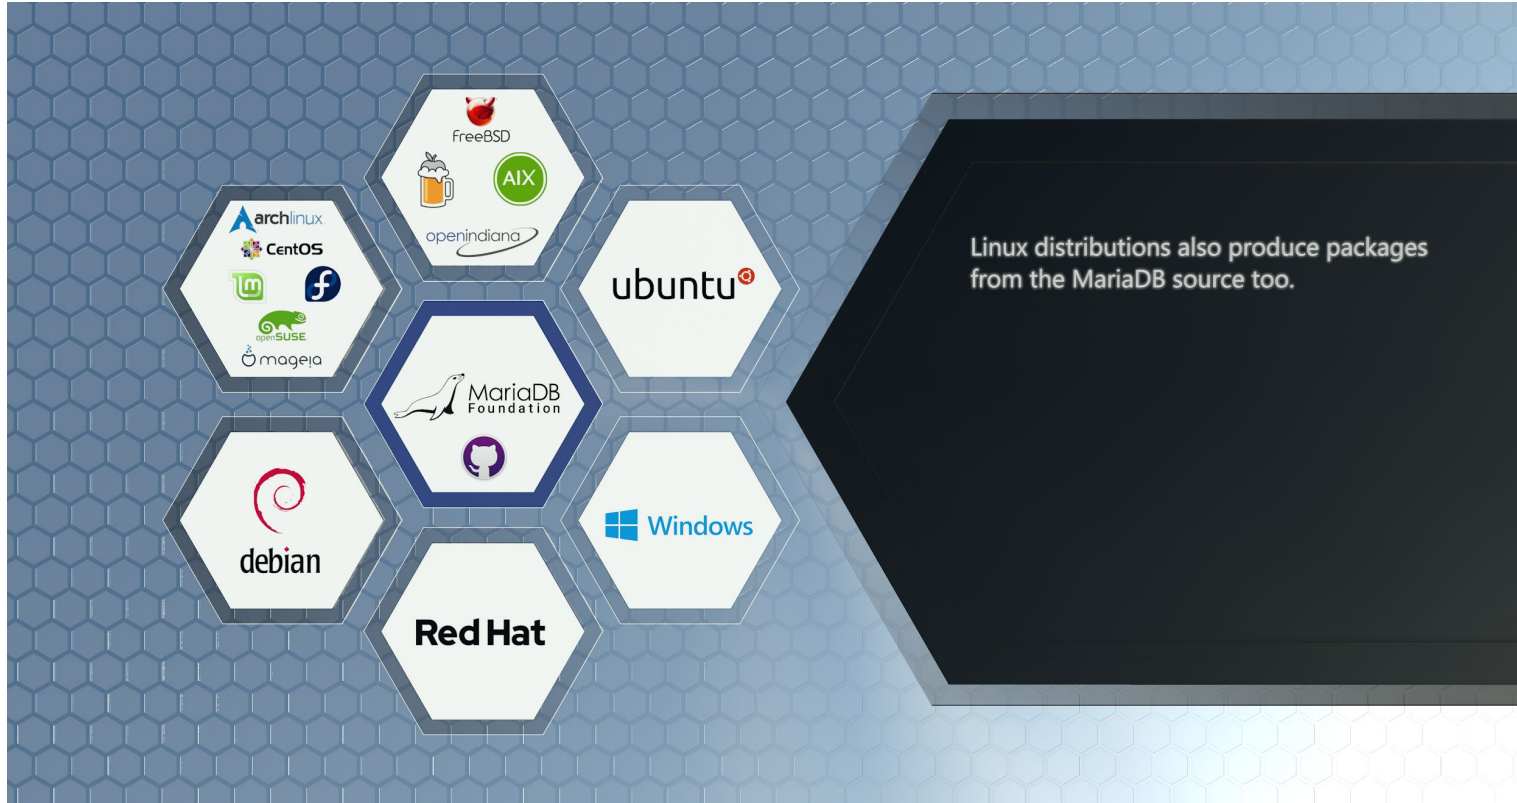 FreeBSD
AIX
openindiana
archlinux
CentOS
lm
f
openSUSE
mageia
ubuntu
MariaDB
Foundation
debian
Windows
Red Hat
Linux distributions also produce packages
from the MariaDB source too.